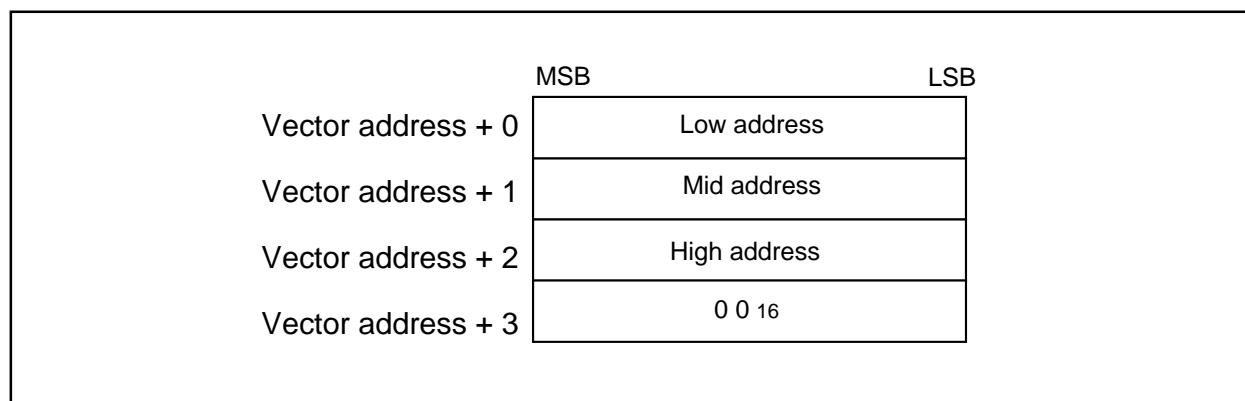 MSB LSB
Vector address + 0 Low address
Vector address + 1 Mid address
Vector address + 2 High address
Vector address + 3 0 0 16